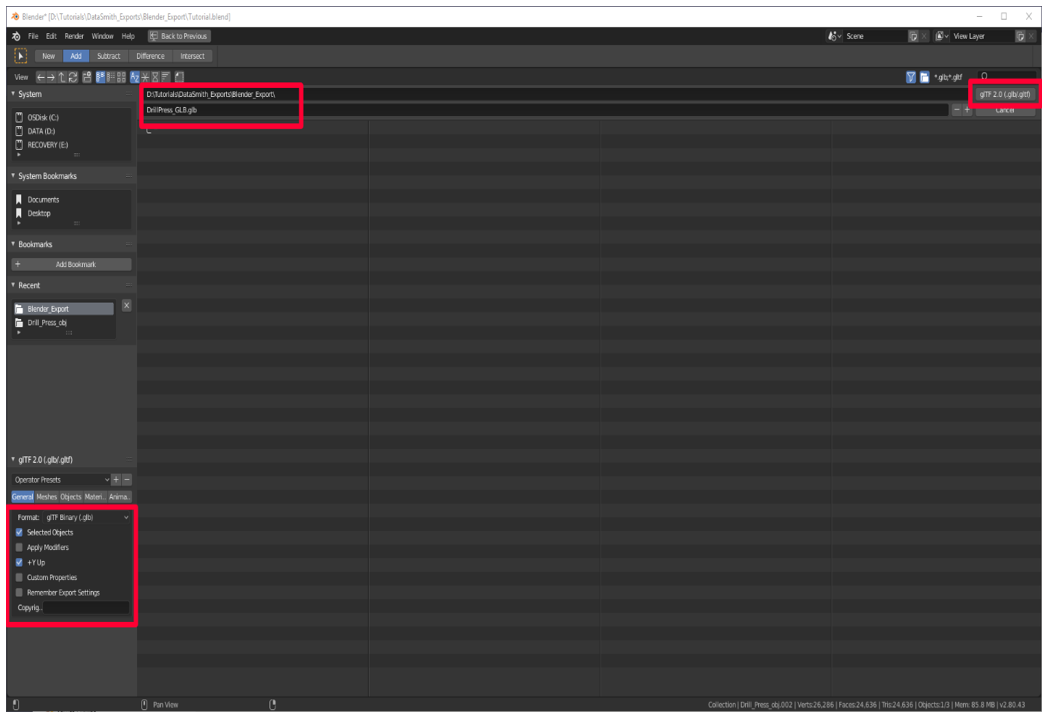 Blender* [D:\Tutorials\DataSmith_Exports\Blender_Export\Tutorial.blend]
File Edit Render Window Help Back to Previous Scene View Layer
New Add Subtract Difference Intersect
View *.glb;*.gltf
System
D:\Tutorials\DataSmith_Exports\Blender_Export\
glTF 2.0 (.glb/.gltf)
DrillPress_GLB.glb
Cancel
OSDisk (C:)
DATA (D:)
RECOVERY (E:)
System Bookmarks
Documents
Desktop
Bookmarks
Add Bookmark
Recent
Blender_Export
Drill_Press_obj
glTF 2.0 (.glb/.gltf)
Operator Presets
General Meshes Objects Materi.. Anima..
Format: glTF Binary (.glb)
Selected Objects
Apply Modifiers
+Y Up
Custom Properties
Remember Export Settings
Copyrig..
Pan View
Collection | Drill_Press_obj.002 | Verts:26,286 | Faces:24,636 | Tris:24,636 | Objects:1/3 | Mem: 85.8 MB | v2.80.43